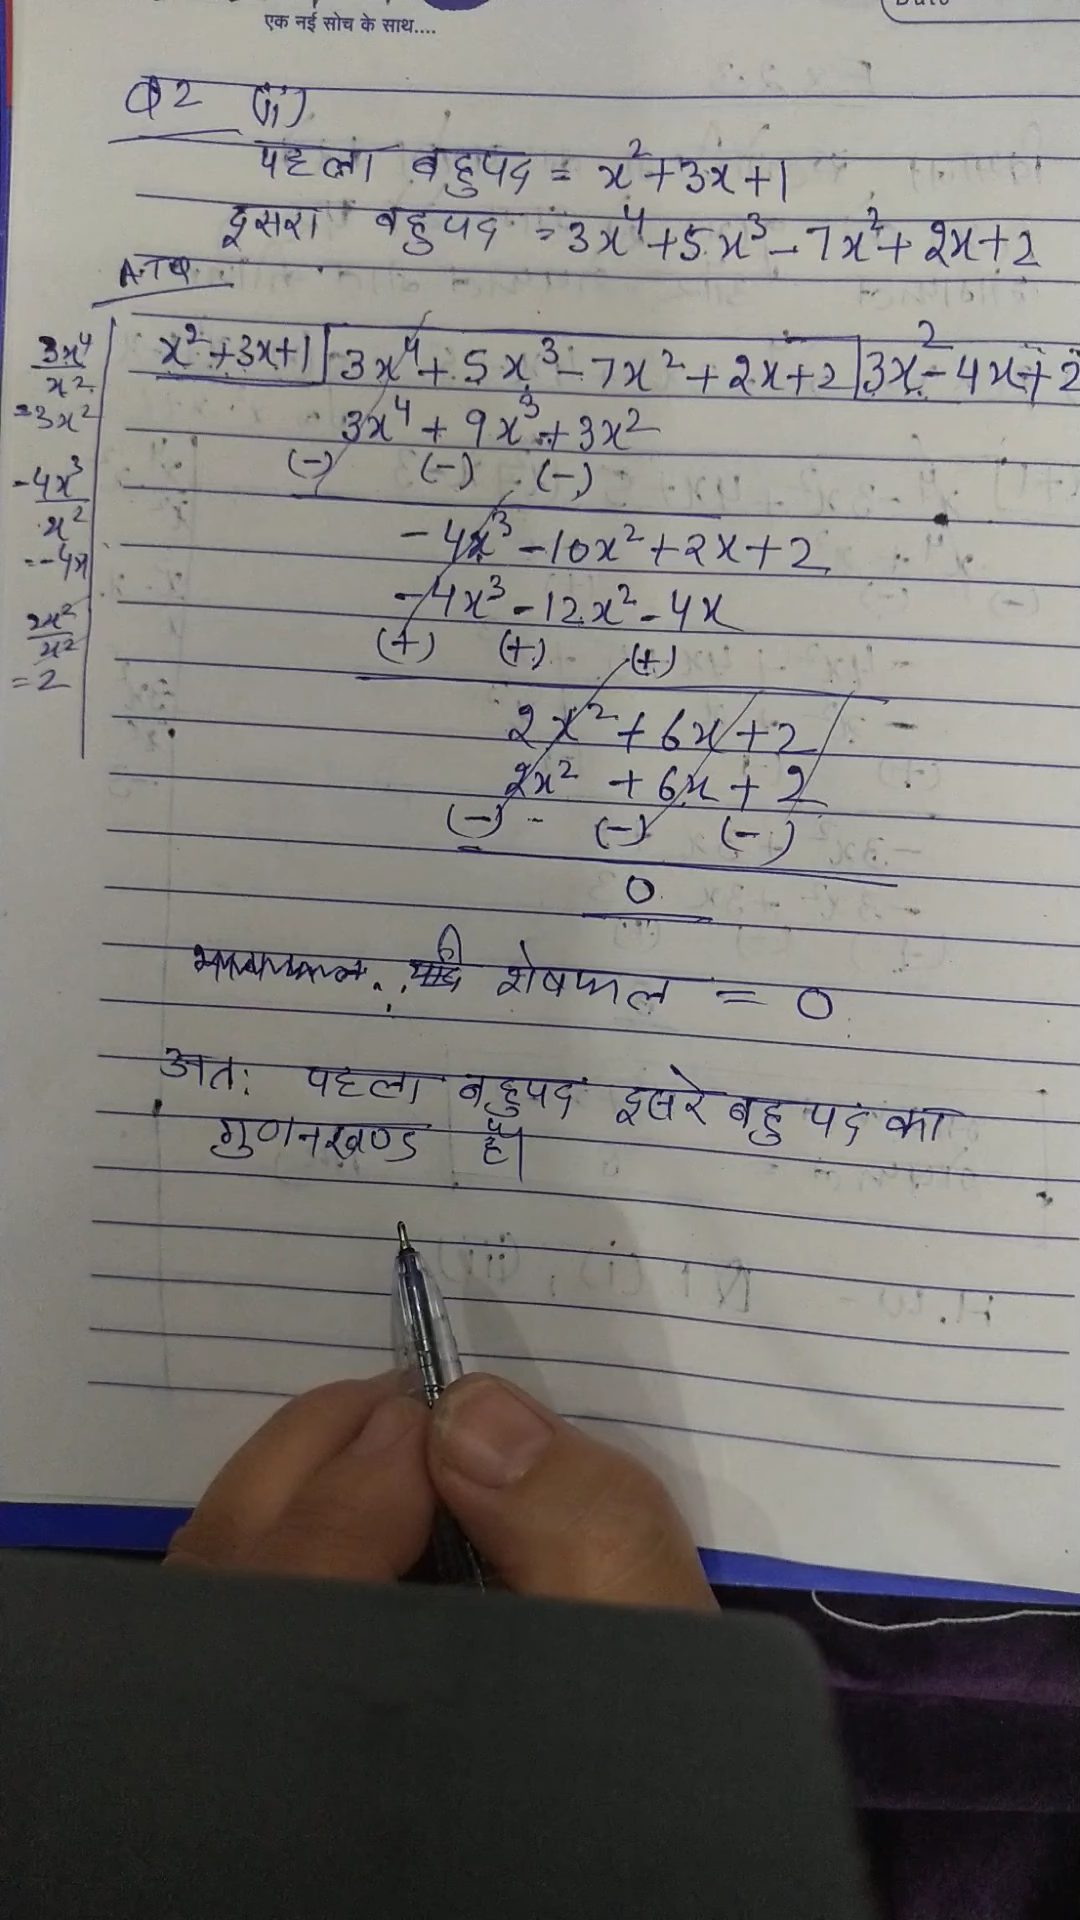 एक नई सोच के साथ....
Q2 (ii)
पहला बहुपद = x²+3x+1
दूसरा बहुपद = 3x⁴+5x³-7x²+2x+2
A.T.Q
x²+3x+1 3x⁴+5x³-7x²+2x+2 3x²-4x+2
3x⁴/x²
=3x²
3x⁴+9x³+3x²
(-) (-) (-)
-4x³/x²
=-4x
-4x³-10x²+2x+2
-4x³-12x²-4x
(+) (+) (+)
2x²/x²
=2
2x²+6x+2
2x²+6x+2
(-) (-) (-)
0
शेषफल = 0
अतः पहला बहुपद दूसरे बहुपद का
गुणनखण्ड है।